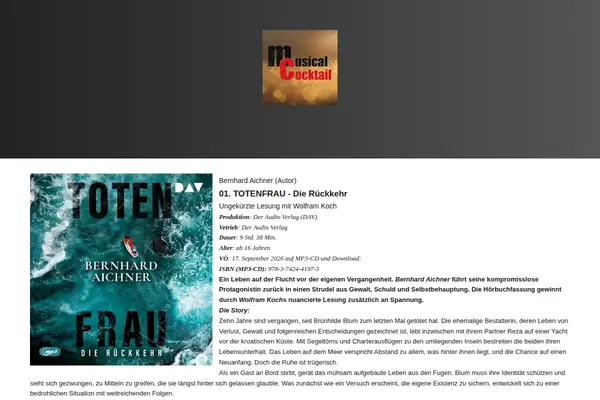 musical
cocktail
Bernhard Aichner (Autor)
01. TOTENFRAU - Die Rückkehr
Ungekürzte Lesung mit Wolfram Koch
Produktion: Der Audio Verlag (DAV)
Vetrieb: Der Audio Verlag
Dauer: 9 Std. 38 Min.
Alter: ab 16 Jahren
VÖ: 17. September 2026 auf MP3-CD und Download:
ISBN (MP3-CD): 978-3-7424-4197-3
Ein Leben auf der Flucht vor der eigenen Vergangenheit. Bernhard Aichner führt seine kompromisslose
Protagonistin zurück in einen Strudel aus Gewalt, Schuld und Selbstbehauptung. Die Hörbuchfassung gewinnt
durch Wolfram Kochs nuancierte Lesung zusätzlich an Spannung.
Die Story:
Zehn Jahre sind vergangen, seit Brünhilde Blum zum letzten Mal getötet hat. Die ehemalige Bestatterin, deren Leben von
Verlust, Gewalt und folgenreichen Entscheidungen gezeichnet ist, lebt inzwischen mit ihrem Partner Reza auf einer Yacht
vor der kroatischen Küste. Mit Segeltörns und Charterausflügen zu den umliegenden Inseln bestreiten die beiden ihren
Lebensunterhalt. Das Leben auf dem Meer verspricht Abstand zu allem, was hinter ihnen liegt, und die Chance auf einen
Neuanfang. Doch die Ruhe ist trügerisch.
Als ein Gast an Bord stirbt, gerät das mühsam aufgebaute Leben aus den Fugen. Blum muss ihre Identität schützen und
sieht sich gezwungen, zu Mitteln zu greifen, die sie längst hinter sich gelassen glaubte. Was zunächst wie ein Versuch erscheint, die eigene Existenz zu sichern, entwickelt sich zu einer
bedrohlichen Situation mit weitreichenden Folgen.
TOTEN
DAV
BERNHARD
AICHNER
FRAU
MP3
DIE RÜCKKEHR